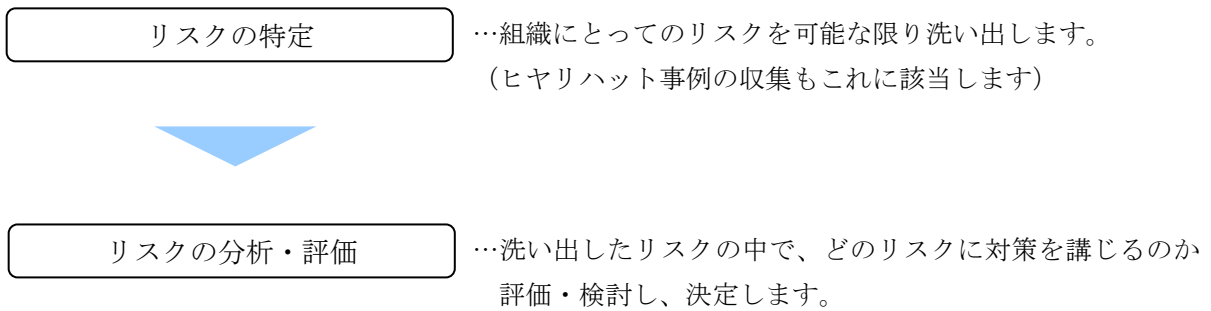 リスクの特定
…組織にとってのリスクを可能な限り洗い出します。
（ヒヤリハット事例の収集もこれに該当します）
リスクの分析・評価
…洗い出したリスクの中で、どのリスクに対策を講じるのか
評価・検討し、決定します。